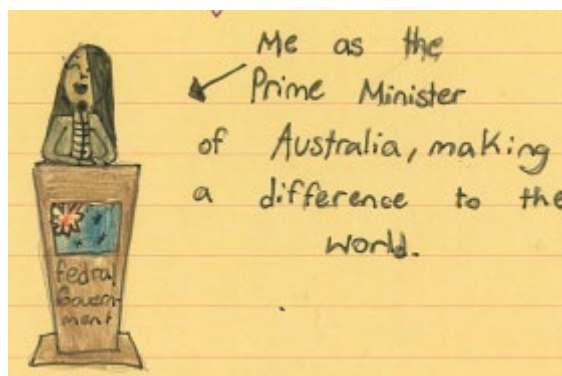 Me as the
Prime Minister
of Australia, making
a difference to the
world.
fedral
Govern-
ment